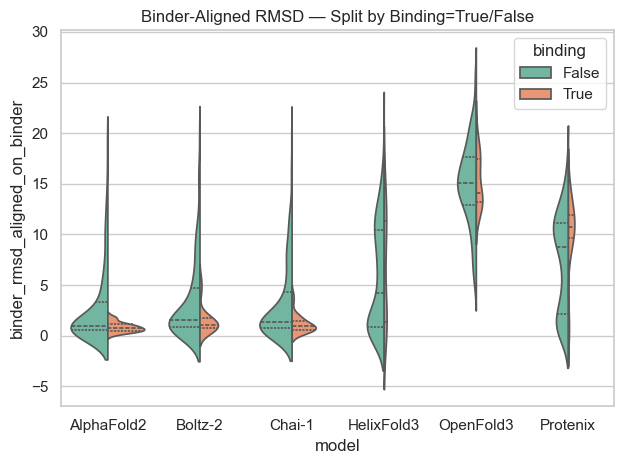 Binder-Aligned RMSD — Split by Binding=True/False
binder_rmsd_aligned_on_binder
30
25
20
15
10
5
0
−5
binding
False
True
AlphaFold2 Boltz-2 Chai-1 HelixFold3 OpenFold3 Protenix
model